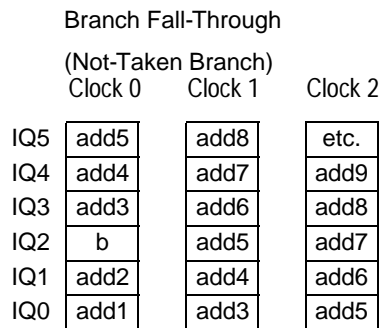 Branch Fall-Through
(Not-Taken Branch)
Clock 0 Clock 1 Clock 2
IQ5 add5 add8 etc.
IQ4 add4 add7 add9
IQ3 add3 add6 add8
IQ2 b add5 add7
IQ1 add2 add4 add6
IQ0 add1 add3 add5